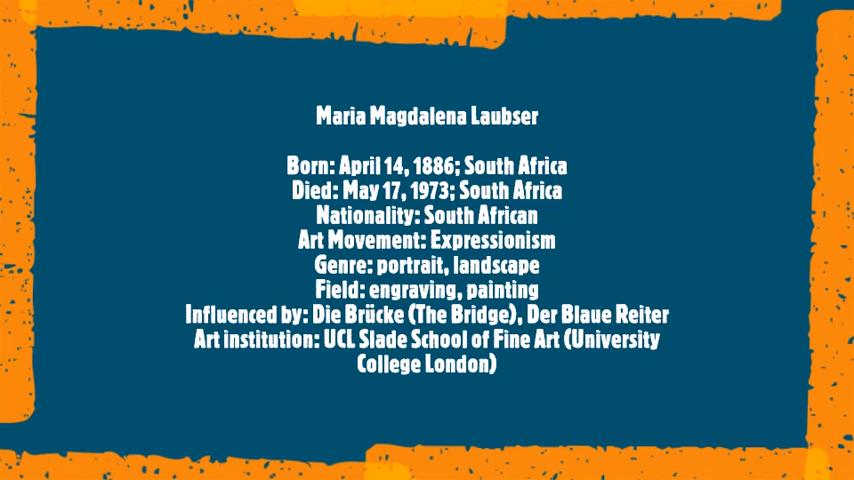 Maria Magdalena Laubser
Born: April 14, 1886; South Africa
Died: May 17, 1973; South Africa
Nationality: South African
Art Movement: Expressionism
Genre: portrait, landscape
Field: engraving, painting
Influenced by: Die Brücke (The Bridge), Der Blaue Reiter
Art institution: UCL Slade School of Fine Art (University
College London)